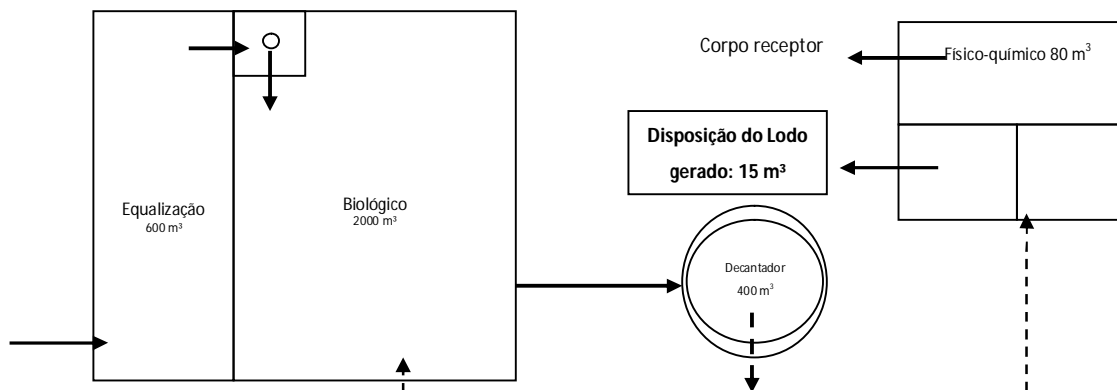 Corpo receptor
Físico-químico 80 m³
Disposição do Lodo
gerado: 15 m³
Equalização
600 m³
Biológico
2000 m³
Decantador
400 m³